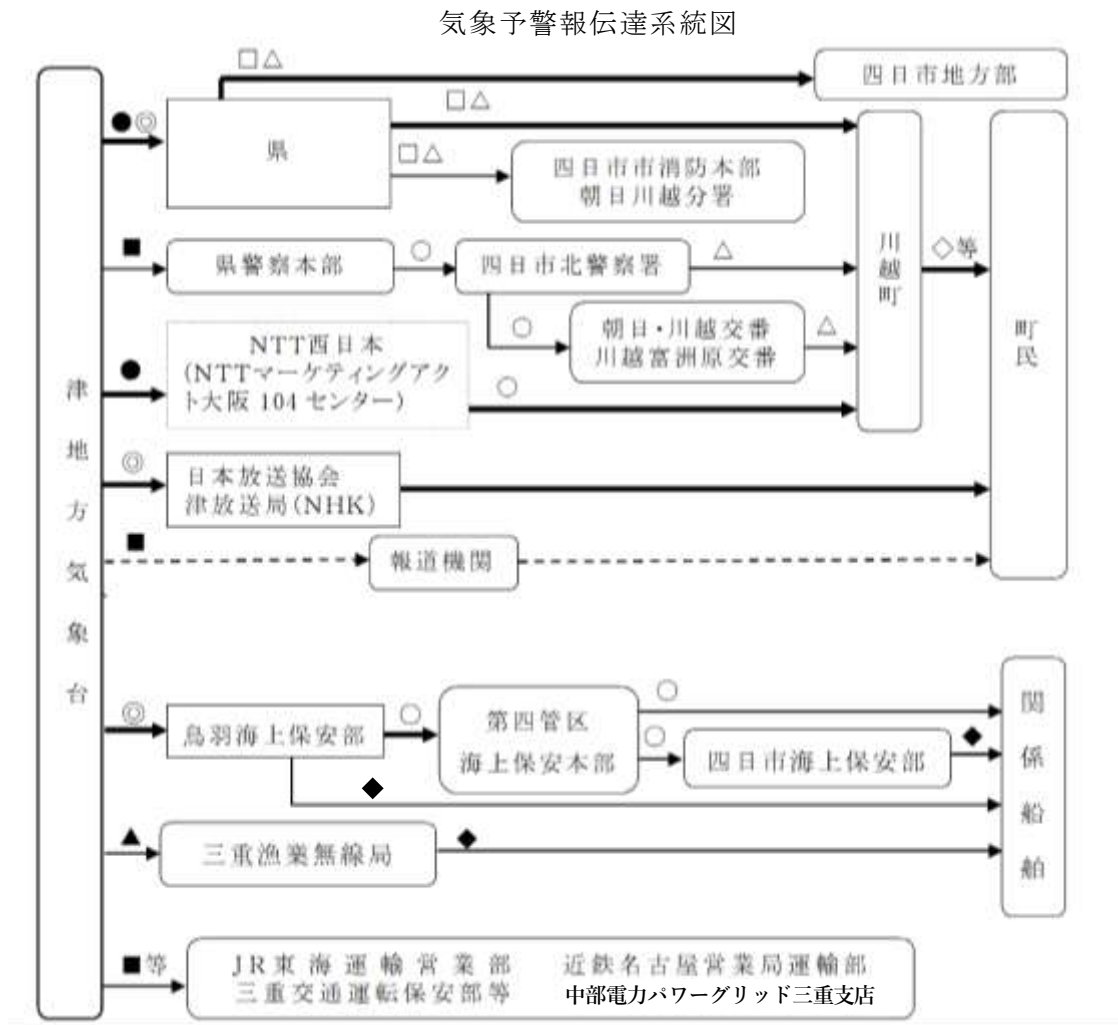 気象予警報伝達系統図
□△
四日市地方部
●◎
県
□△
□△
四日市市消防本部
朝日川越分署
■
県警察本部
○
四日市北警察署
△
川越町
◇等
町民
○
朝日・川越交番
川越富洲原交番
△
●
NTT西日本
(NTTマーケティングアク
ト大阪 104 センター)
○
津地方気象台
◎
日本放送協会
津放送局(NHK)
■
報道機関
◎
鳥羽海上保安部
○
第四管区
海上保安本部
○
○
四日市海上保安部
◆
関係船舶
◆
▲
三重漁業無線局
◆
■等
JR東海運輸営業部
近鉄名古屋営業局運輸部
三重交通運転保安部等
中部電力パワーグリッド三重支店